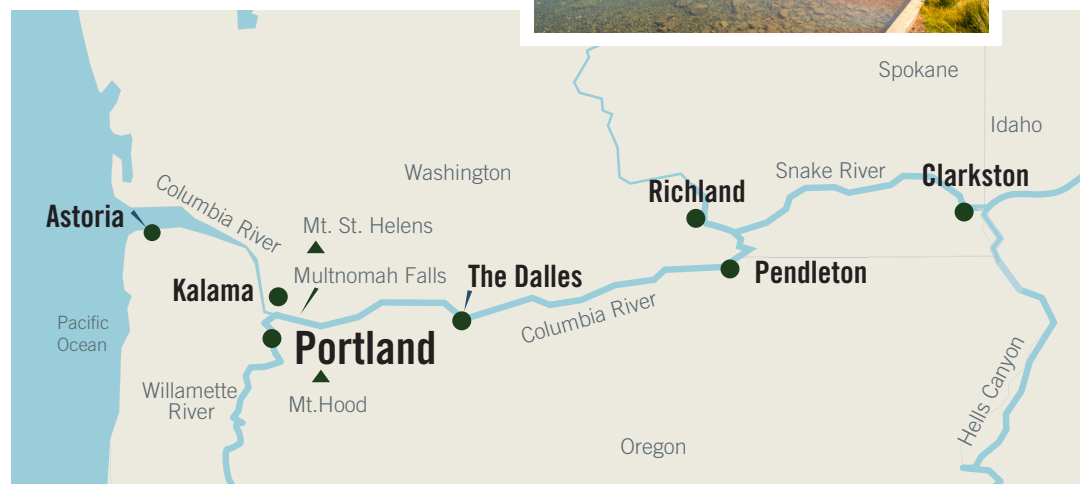 Spokane
Idaho
Washington
Snake River
Clarkston
Richland
Columbia River
Astoria
Mt. St. Helens
Multnomah Falls
The Dalles
Pendleton
Kalama
Columbia River
Pacific
Ocean
Portland
Willamette
River
Mt.Hood
Hells Canyon
Oregon